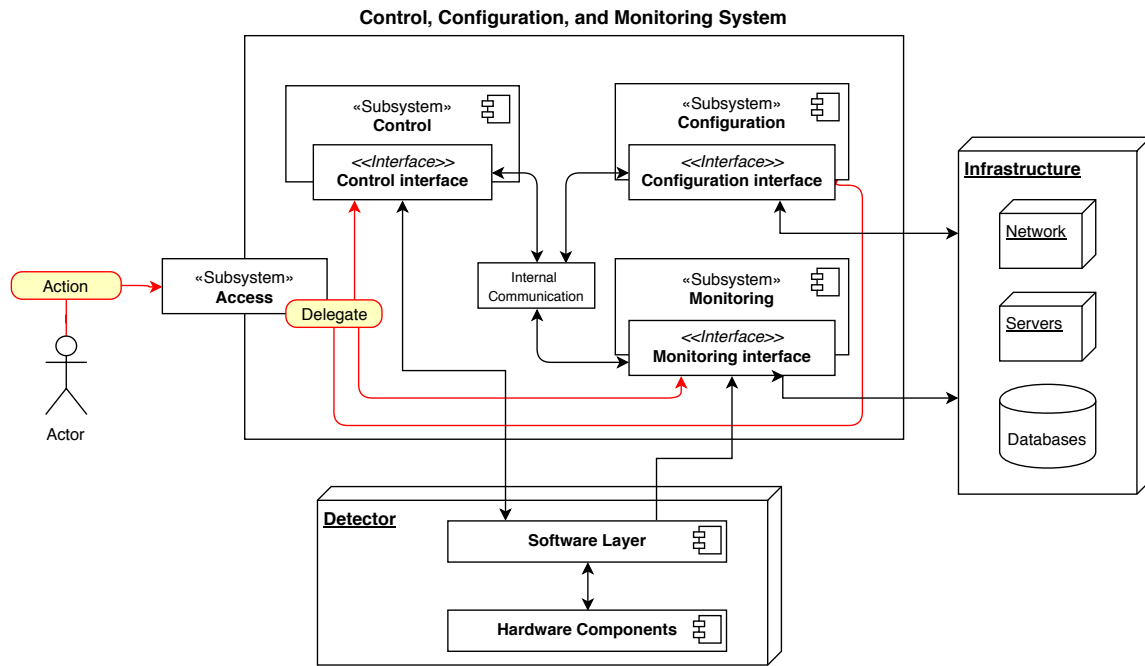 Control, Configuration, and Monitoring System
«Subsystem»
Control
<<Interface>>
Control interface
«Subsystem»
Configuration
<<Interface>>
Configuration interface
Infrastructure
Network
Servers
Databases
Action
Actor
«Subsystem»
Access
Delegate
Internal
Communication
«Subsystem»
Monitoring
<<Interface>>
Monitoring interface
Detector
Software Layer
Hardware Components